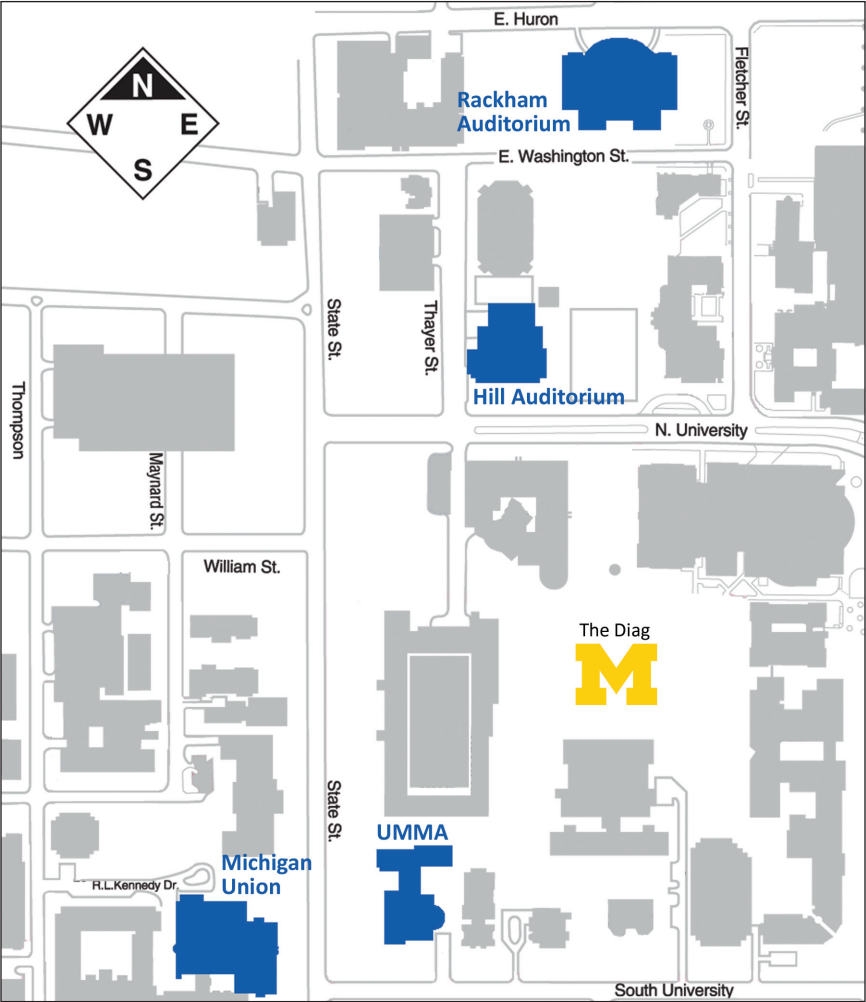 E. Huron
N
W E
S
Rackham
Auditorium
Fletcher St.
E. Washington St.
State St.
Thayer St.
Hill Auditorium
Thompson
N. University
Maynard St.
William St.
The Diag
M
State St.
UMMA
Michigan
Union
R.L.Kennedy Dr.
South University